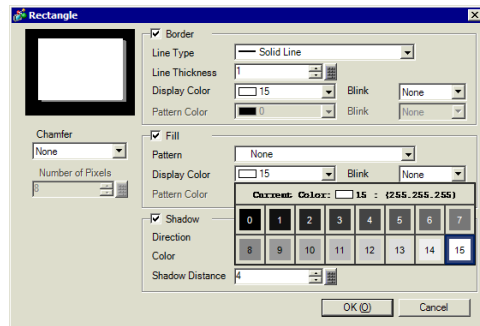 Rectangle
Border
Line Type
Solid Line
Line Thickness
1
Display Color
15
Blink
None
Pattern Color
0
Blink
None
Chamfer
None
Number of Pixels
8
Fill
Pattern
None
Display Color
15
Blink
None
Pattern Color
Current Color: 15 : (255.255.255)
0 1 2 3 4 5 6 7
8 9 10 11 12 13 14 15
Shadow
Direction
Color
Shadow Distance
4
OK (O)
Cancel